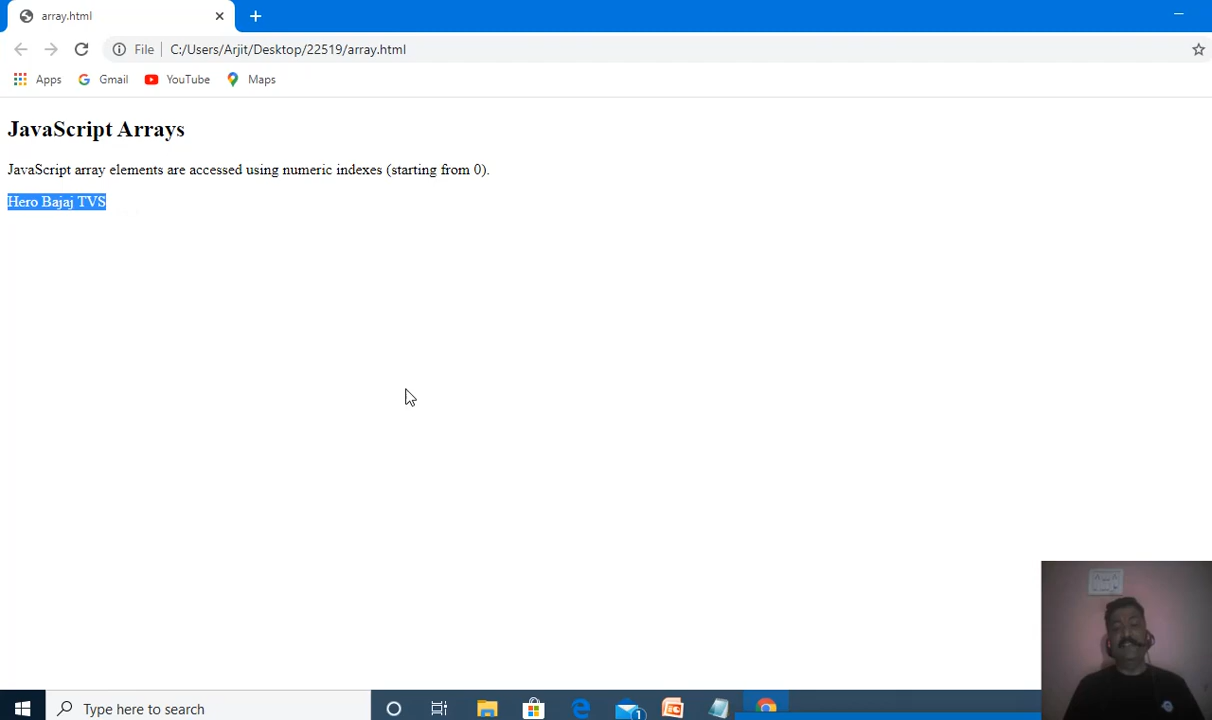 array.html
File
C:/Users/Arjit/Desktop/22519/array.html
Apps
Gmail
YouTube
Maps
JavaScript Arrays
JavaScript array elements are accessed using numeric indexes (starting from 0).
Hero Bajaj TVS
Type here to search
1